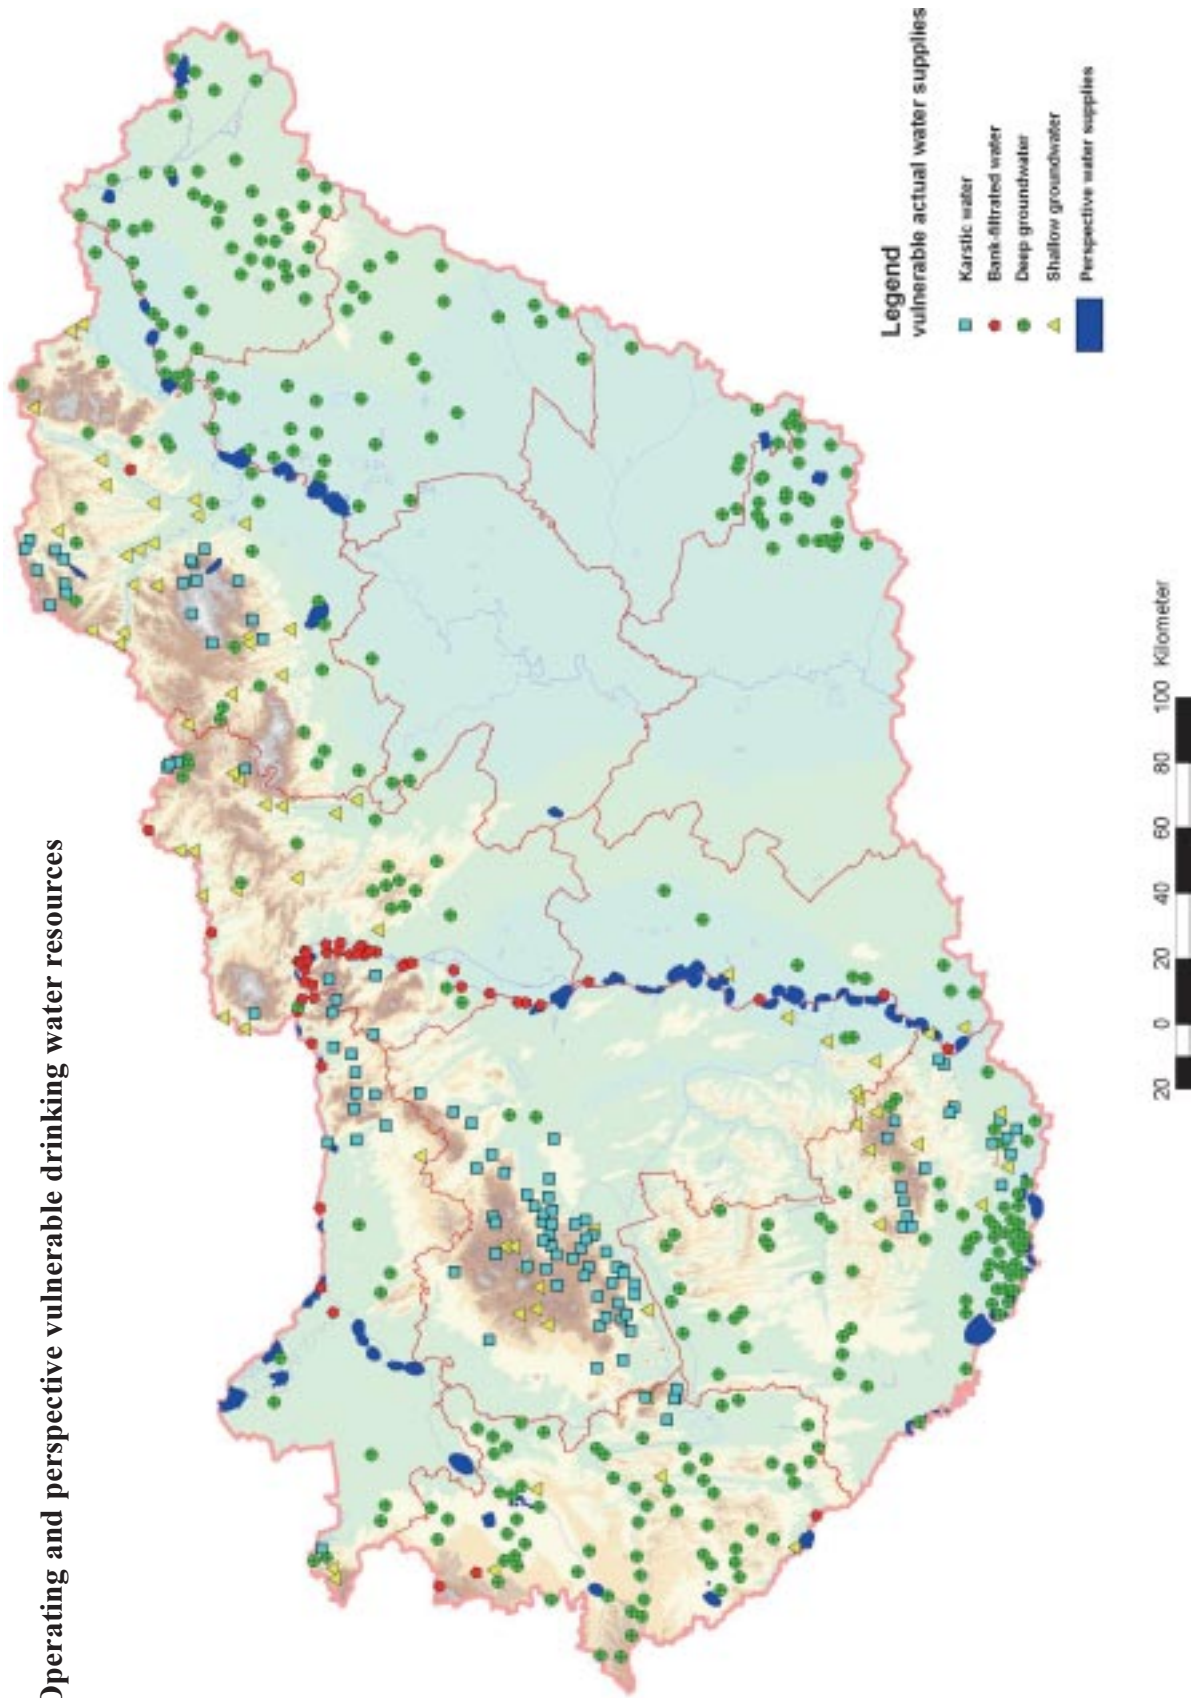 Operating and perspective vulnerable drinking water resources
Legend
vulnerable actual water supplies
Karstic water
Bank-filtrated water
Deep groundwater
Shallow groundwater
Perspective water supplies
20 0 20 40 60 80 100 Kilometer